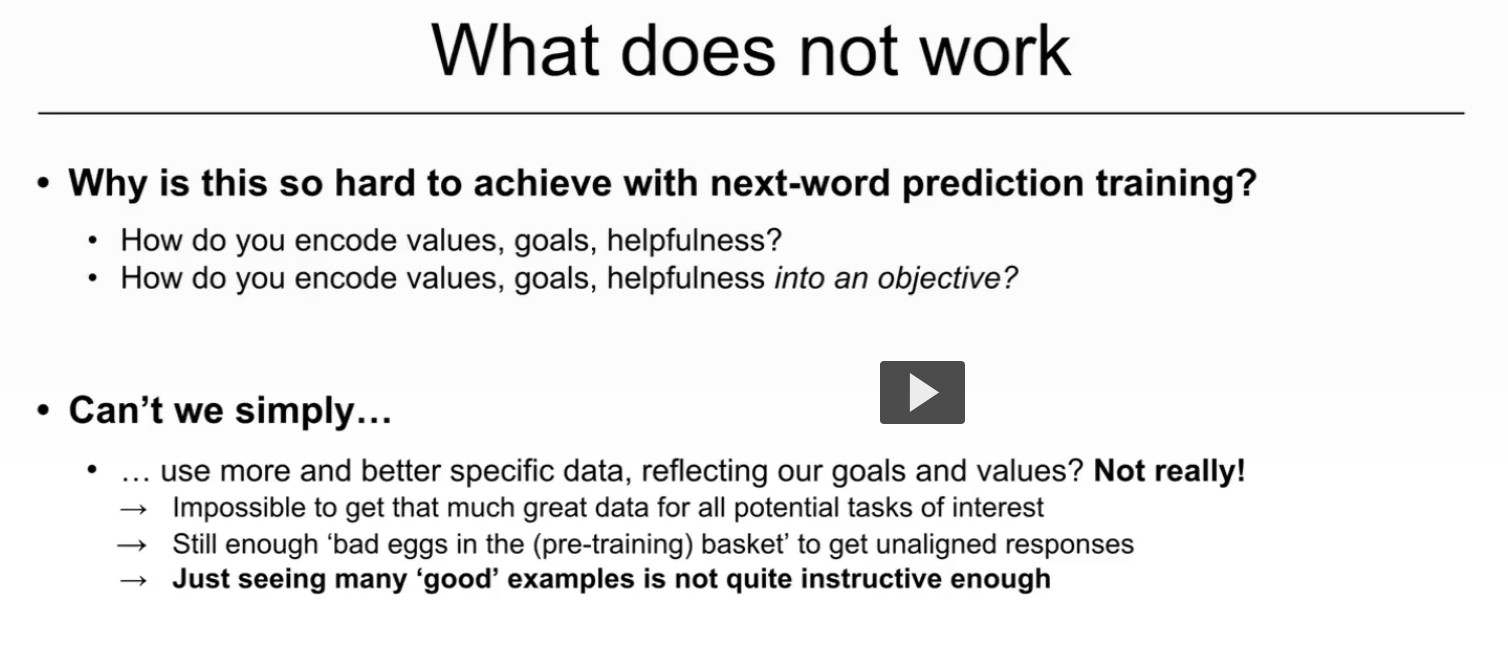 What does not work
• Why is this so hard to achieve with next-word prediction training?
• How do you encode values, goals, helpfulness?
• How do you encode values, goals, helpfulness into an objective?
• Can’t we simply…
• … use more and better specific data, reflecting our goals and values? Not really!
→ Impossible to get that much great data for all potential tasks of interest
→ Still enough ‘bad eggs in the (pre-training) basket’ to get unaligned responses
→ Just seeing many ‘good’ examples is not quite instructive enough